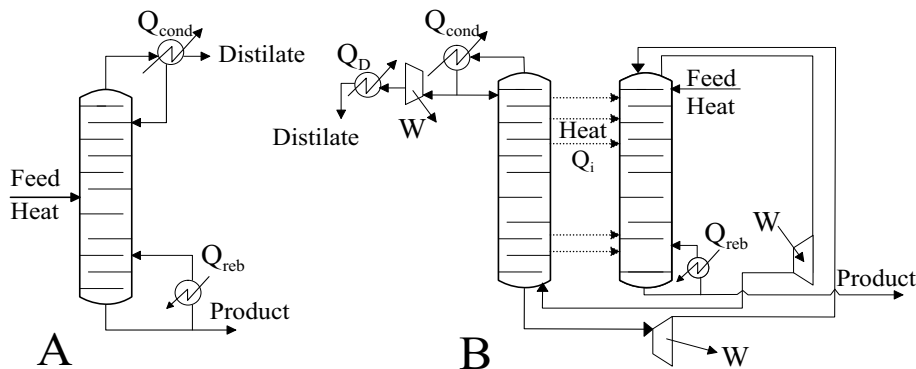 Q_cond
Distilate
Feed
Heat
Q_reb
Product
A
Q_cond
Q_D
W
Distilate
Heat
Q_i
Feed
Heat
W
Q_reb
Product
W
B